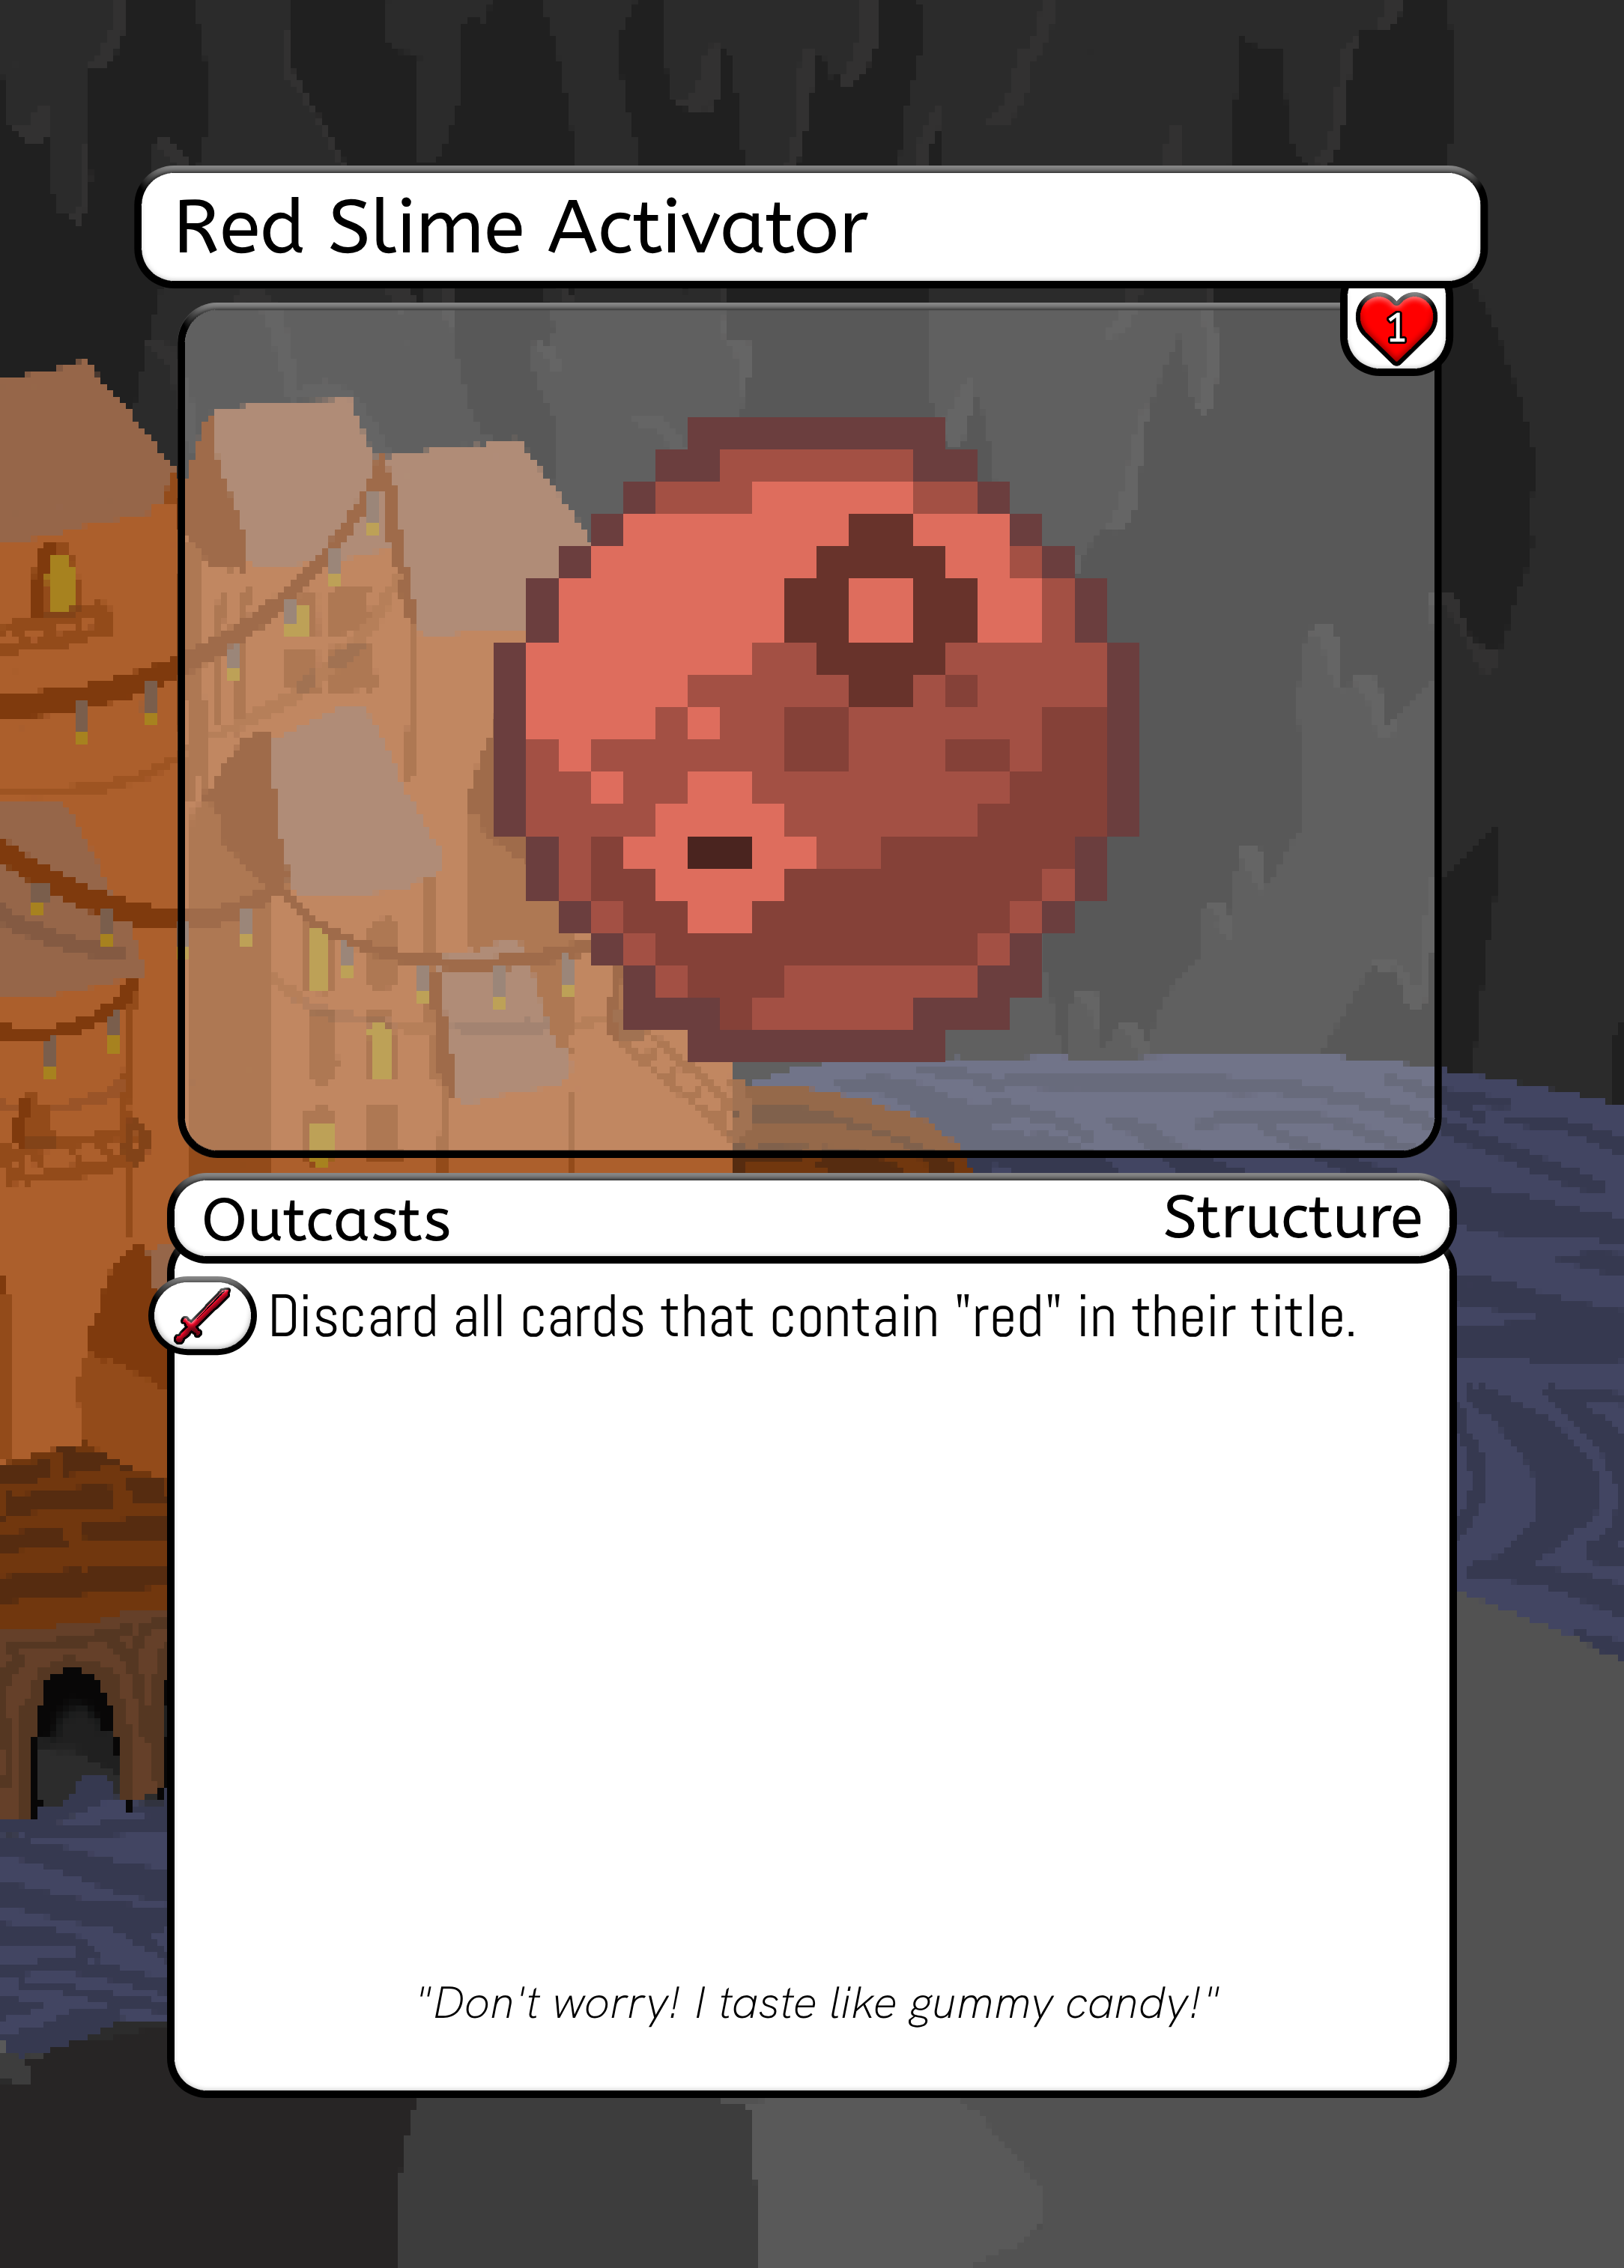 Red Slime Activator
1
Outcasts Structure
Discard all cards that contain "red" in their title.
"Don't worry! I taste like gummy candy!"